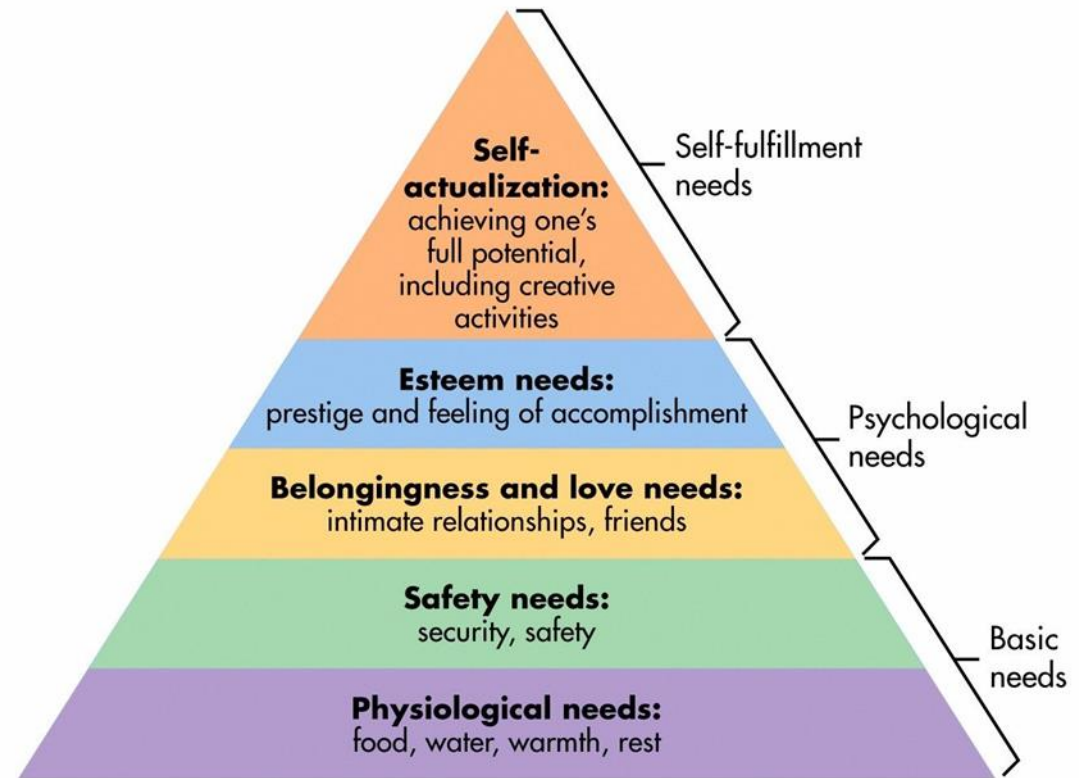 Self-
actualization:
achieving one's
full potential,
including creative
activities
Self-fulfillment
needs
Esteem needs:
prestige and feeling of accomplishment
Psychological
needs
Belongingness and love needs:
intimate relationships, friends
Safety needs:
security, safety
Basic
needs
Physiological needs:
food, water, warmth, rest